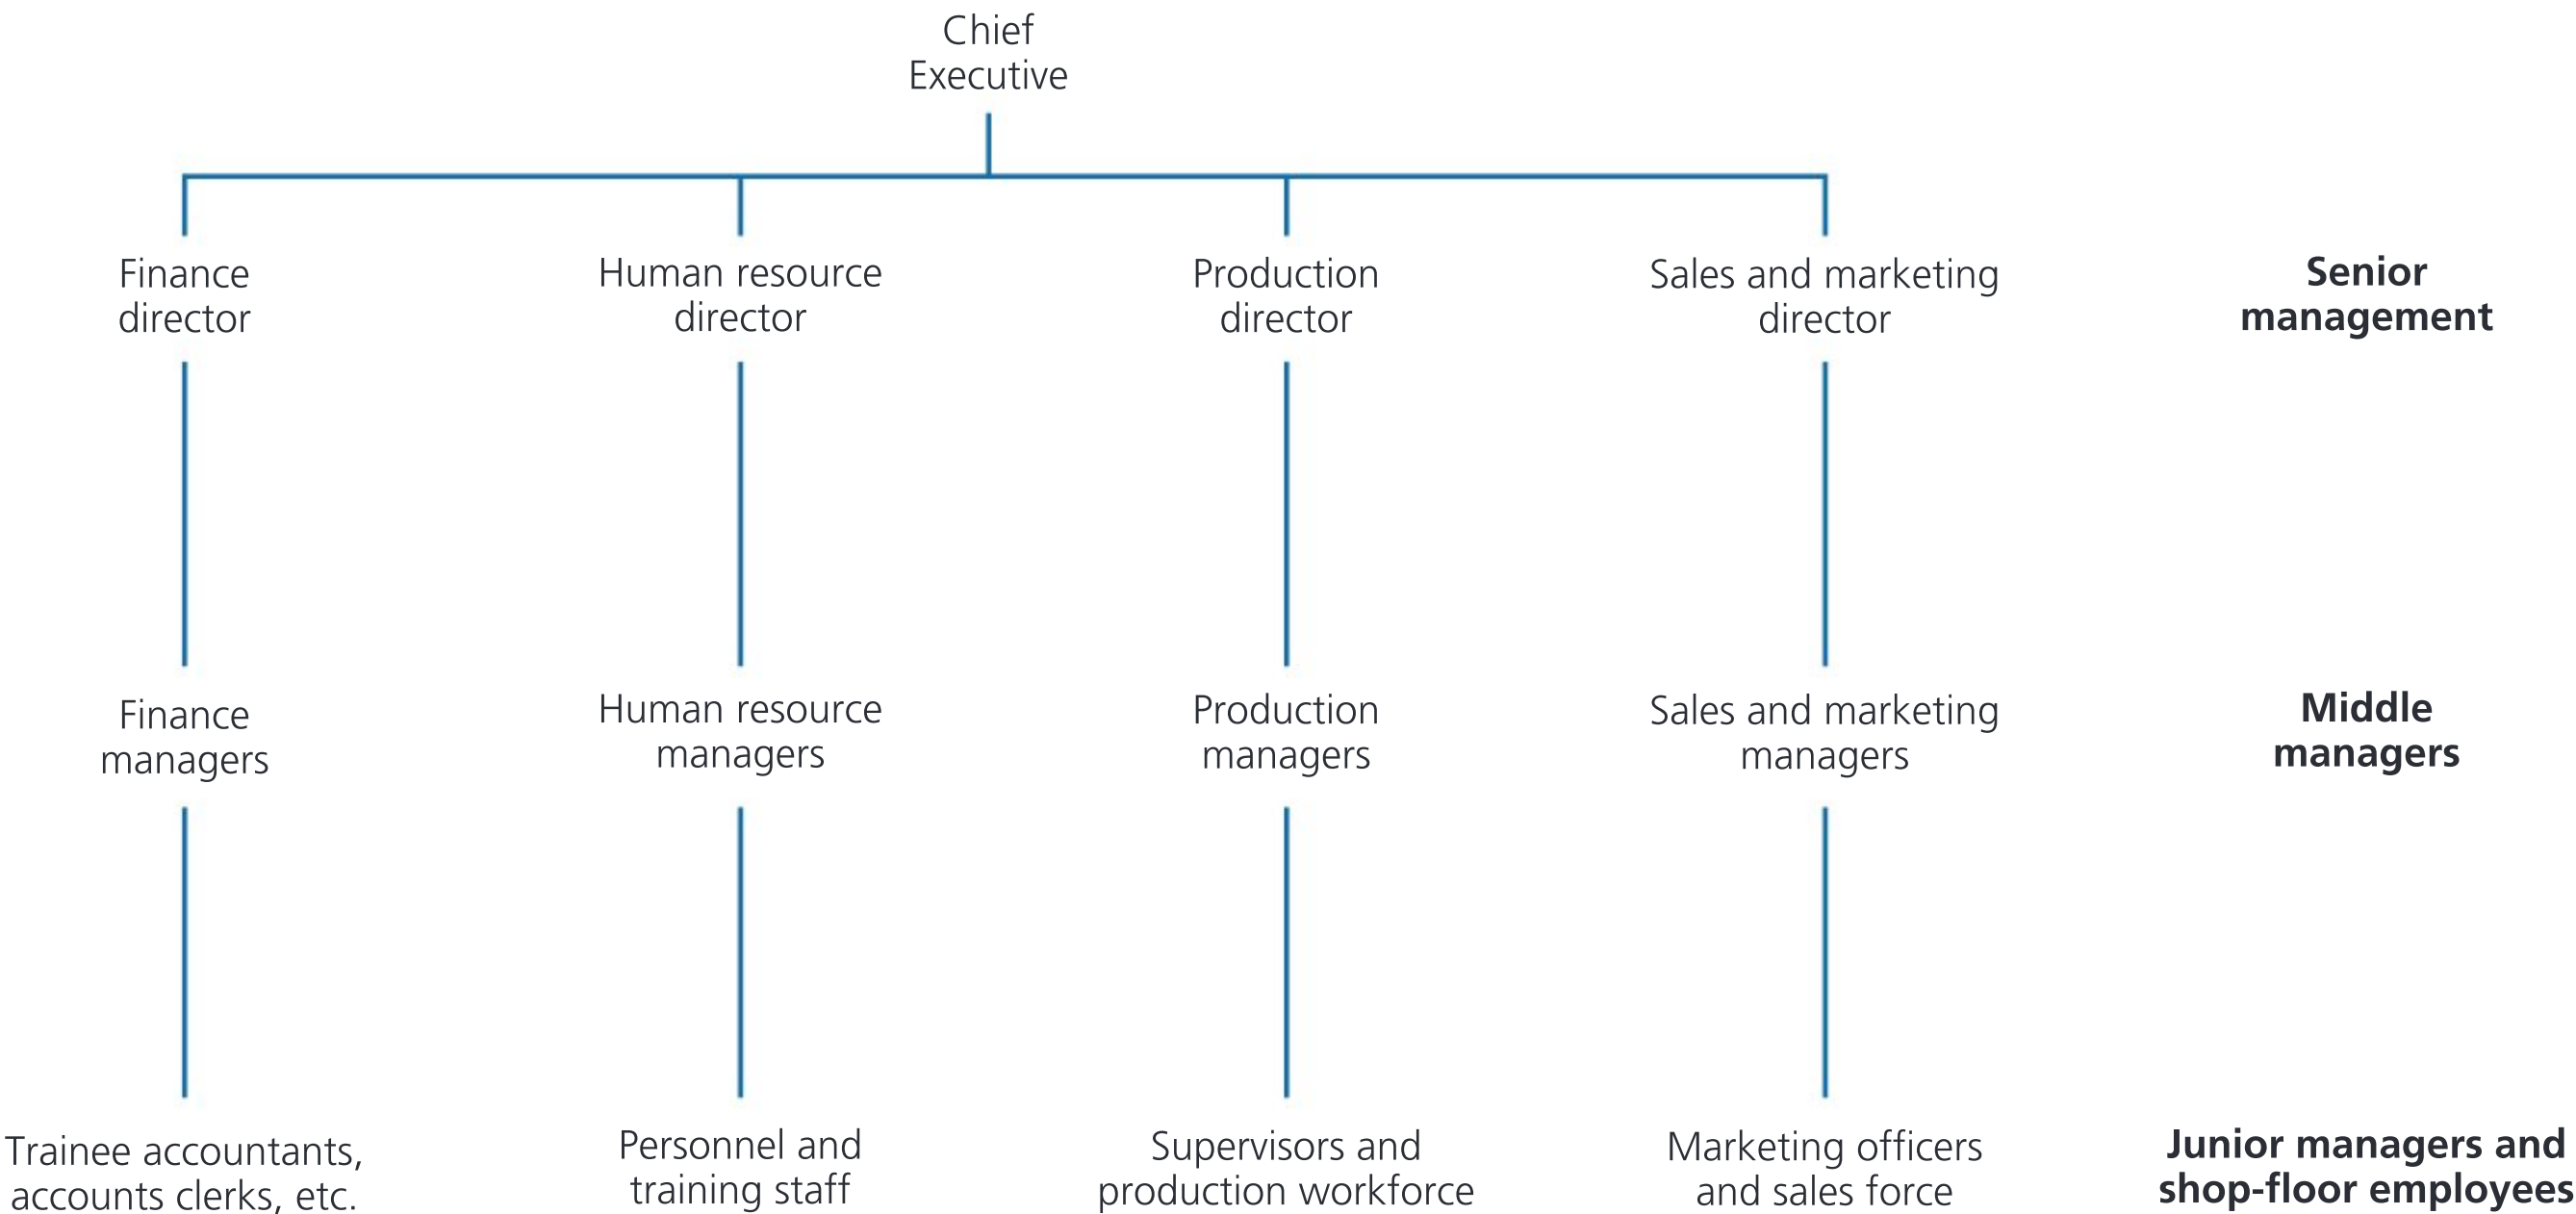 Chief
Executive
Finance
director
Human resource
director
Production
director
Sales and marketing
director
Senior
management
Finance
managers
Human resource
managers
Production
managers
Sales and marketing
managers
Middle
managers
Trainee accountants,
accounts clerks, etc.
Personnel and
training staff
Supervisors and
production workforce
Marketing officers
and sales force
Junior managers and
shop-floor employees